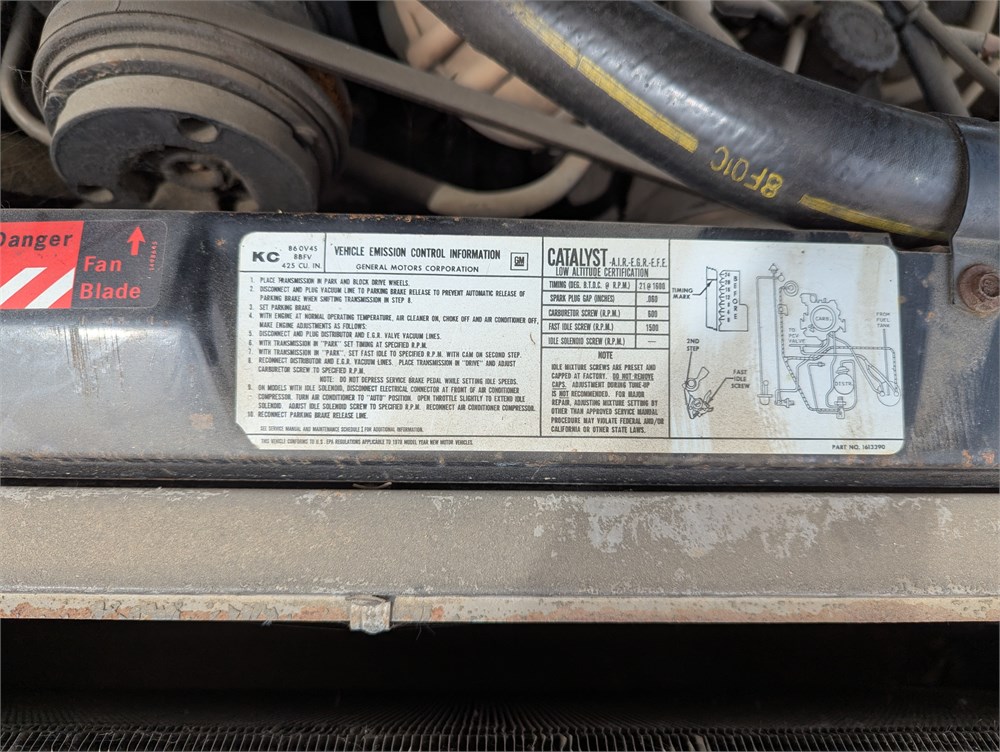 8F01C
Danger
Fan
Blade
KC
860V4S
BBFV
425 CU. IN.
VEHICLE EMISSION CONTROL INFORMATION
GENERAL MOTORS CORPORATION
GM
1. PLACE TRANSMISSION IN PARK AND BLOCK DRIVE WHEELS.
2. DISCONNECT AND PLUG VACUUM LINE TO PARKING BRAKE RELEASE TO PREVENT AUTOMATIC RELEASE OF
PARKING BRAKE WHEN SHIFTING TRANSMISSION IN STEP 8.
3. SET PARKING BRAKE.
4. WITH ENGINE AT NORMAL OPERATING TEMPERATURE, AIR CLEANER ON, CHOKE OFF AND AIR CONDITIONER OFF,
MAKE ENGINE ADJUSTMENTS AS FOLLOWS:
5. DISCONNECT AND PLUG DISTRIBUTOR AND E.G.R. VALVE VACUUM LINES.
6. WITH TRANSMISSION IN "PARK" SET TIMING AT SPECIFIED R.P.M.
7. WITH TRANSMISSION IN "PARK", SET FAST IDLE TO SPECIFIED R.P.M. WITH CAM ON SECOND STEP.
8. RECONNECT DISTRIBUTOR AND E.G.R. VACUUM LINES. PLACE TRANSMISSION IN "DRIVE" AND ADJUST
CARBURETOR SCREW TO SPECIFIED R.P.M.
NOTE: DO NOT DEPRESS SERVICE BRAKE PEDAL WHILE SETTING IDLE SPEEDS.
9. ON MODELS WITH IDLE SOLENOID, DISCONNECT ELECTRICAL CONNECTOR AT FRONT OF AIR CONDITIONER
COMPRESSOR, TURN AIR CONDITIONER TO "AUTO" POSITION. OPEN THROTTLE SLIGHTLY TO EXTEND IDLE
SOLENOID. ADJUST IDLE SOLENOID SCREW TO SPECIFIED R.P.M. RECONNECT AIR CONDITIONER COMPRESSOR.
10. RECONNECT PARKING BRAKE RELEASE LINE.
SEE SERVICE MANUAL AND MAINTENANCE SCHEDULE I FOR ADDITIONAL INFORMATION.
THIS VEHICLE CONFORMS TO U.S. EPA REGULATIONS APPLICABLE TO 1978 MODEL YEAR NEW MOTOR VEHICLES.
CATALYST -A.I.R.-E.G.R.-E.F.E.
LOW ALTITUDE CERTIFICATION
TIMING (DEG. B.T.D.C. @ R.P.M.) 21@1600
SPARK PLUG GAP (INCHES) .060
CARBURETOR SCREW (R.P.M.) 600
FAST IDLE SCREW (R.P.M.) 1500
IDLE SOLENOID SCREW (R.P.M.) —
NOTE
IDLE MIXTURE SCREWS ARE PRESET AND
CAPPED AT FACTORY. DO NOT REMOVE
CAPS. ADJUSTMENT DURING TUNE-UP
IS NOT RECOMMENDED. FOR MAJOR
REPAIR, ADJUSTING MIXTURE SETTING BY
OTHER THAN APPROVED SERVICE MANUAL
PROCEDURE MAY VIOLATE FEDERAL AND/OR
CALIFORNIA OR OTHER STATE LAWS.
TIMING
MARK
BEFORE
2ND
STEP
FAST
IDLE
SCREW
CARB.
TO
PCV
VALVE
FROM
FUEL
TANK
DISTR.
PART NO. 1613390